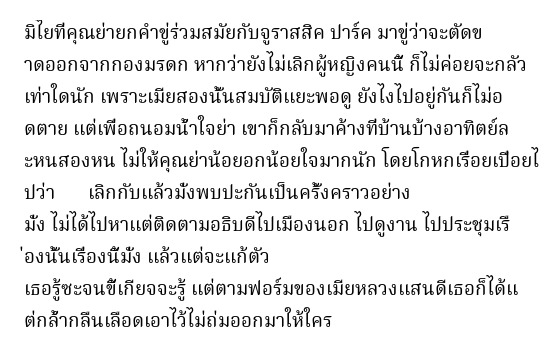 มิไยที่คุณย่ายกคำขู่ร่วมสมัยกับจูราสสิค ปาร์ค มาขู่ว่าจะตัดข
าดออกจากกองมรดก หากว่ายังไม่เลิกผู้หญิงคนนี้ ก็ไม่ค่อยจะกลัว
เท่าใดนัก เพราะเมียสองนั้นสมบัติแยะพอดู ยังไงไปอยู่กันก็ไม่อ
ดตาย แต่เพื่อถนอมน้ำใจย่า เขาก็กลับมาค้างที่บ้านบ้างอาทิตย์ล
ะหนสองหน ไม่ให้คุณย่าน้อยอกน้อยใจมากนัก โดยโกหกเรื่อยเปื่อยไ
ปว่า เลิกกับแล้วมั่งพบปะกันเป็นครั้งคราวอย่าง
มั่ง ไม่ได้ไปหาแต่ติดตามอธิบดีไปเมืองนอก ไปดูงาน ไปประชุมเรื
่องนั้นเรื่องนี้มั่ง แล้วแต่จะแก้ตัว
เธอรู้ซะจนขี้เกียจจะรู้ แต่ตามฟอร์มของเมียหลวงแสนดีเธอก็ได้แ
ต่กล้ำกลืนเลือดเอาไว้ไม่ถ่มออกมาให้ใคร